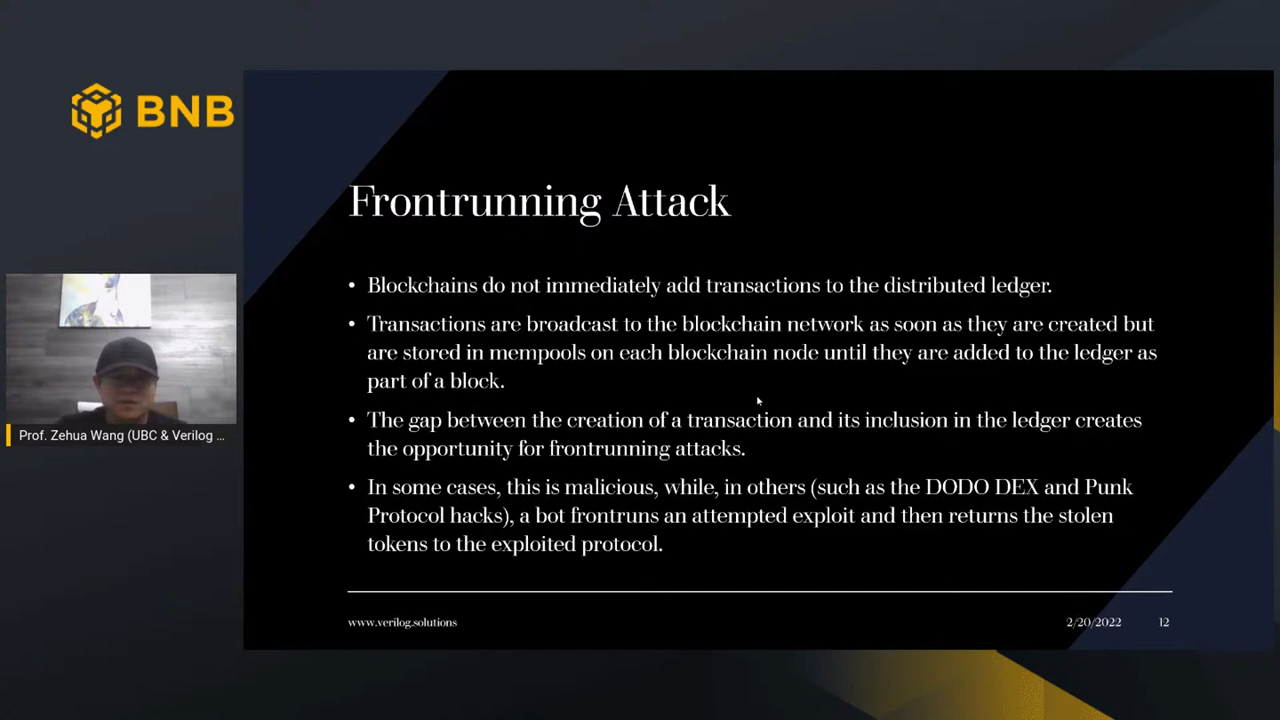 BNB
Frontrunning Attack
• Blockchains do not immediately add transactions to the distributed ledger.
• Transactions are broadcast to the blockchain network as soon as they are created but
are stored in mempools on each blockchain node until they are added to the ledger as
part of a block.
• The gap between the creation of a transaction and its inclusion in the ledger creates
the opportunity for frontrunning attacks.
• In some cases, this is malicious, while, in others (such as the DODO DEX and Punk
Protocol hacks), a bot frontruns an attempted exploit and then returns the stolen
tokens to the exploited protocol.
Prof. Zehua Wang (UBC & Verilog ...
www.verilog.solutions 2/20/2022 12